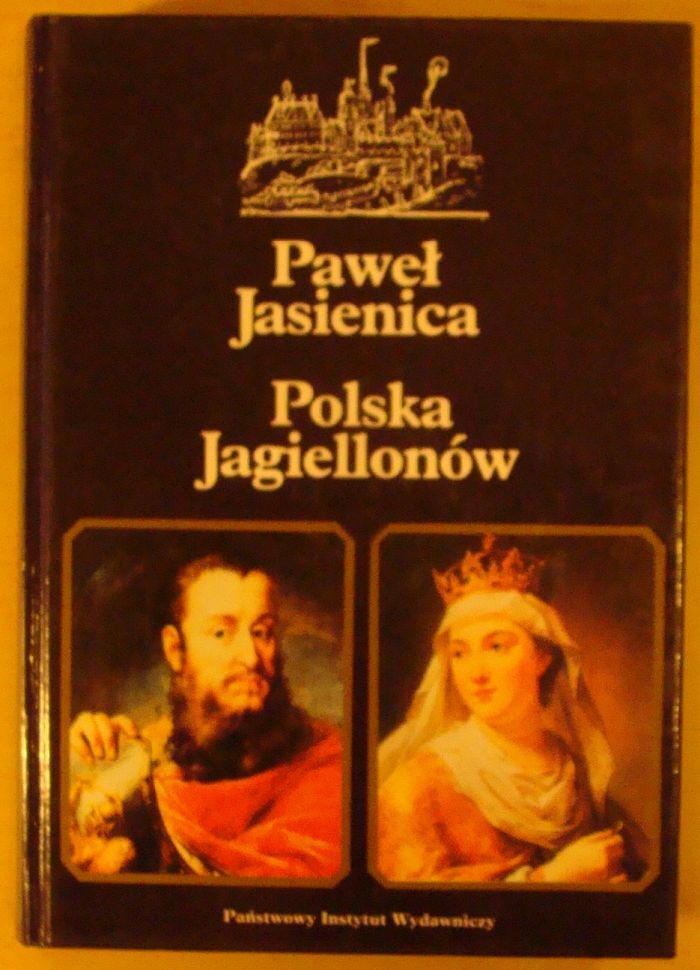 Paweł
Jasienica
Polska
Jagiellonów
Państwowy Instytut Wydawniczy